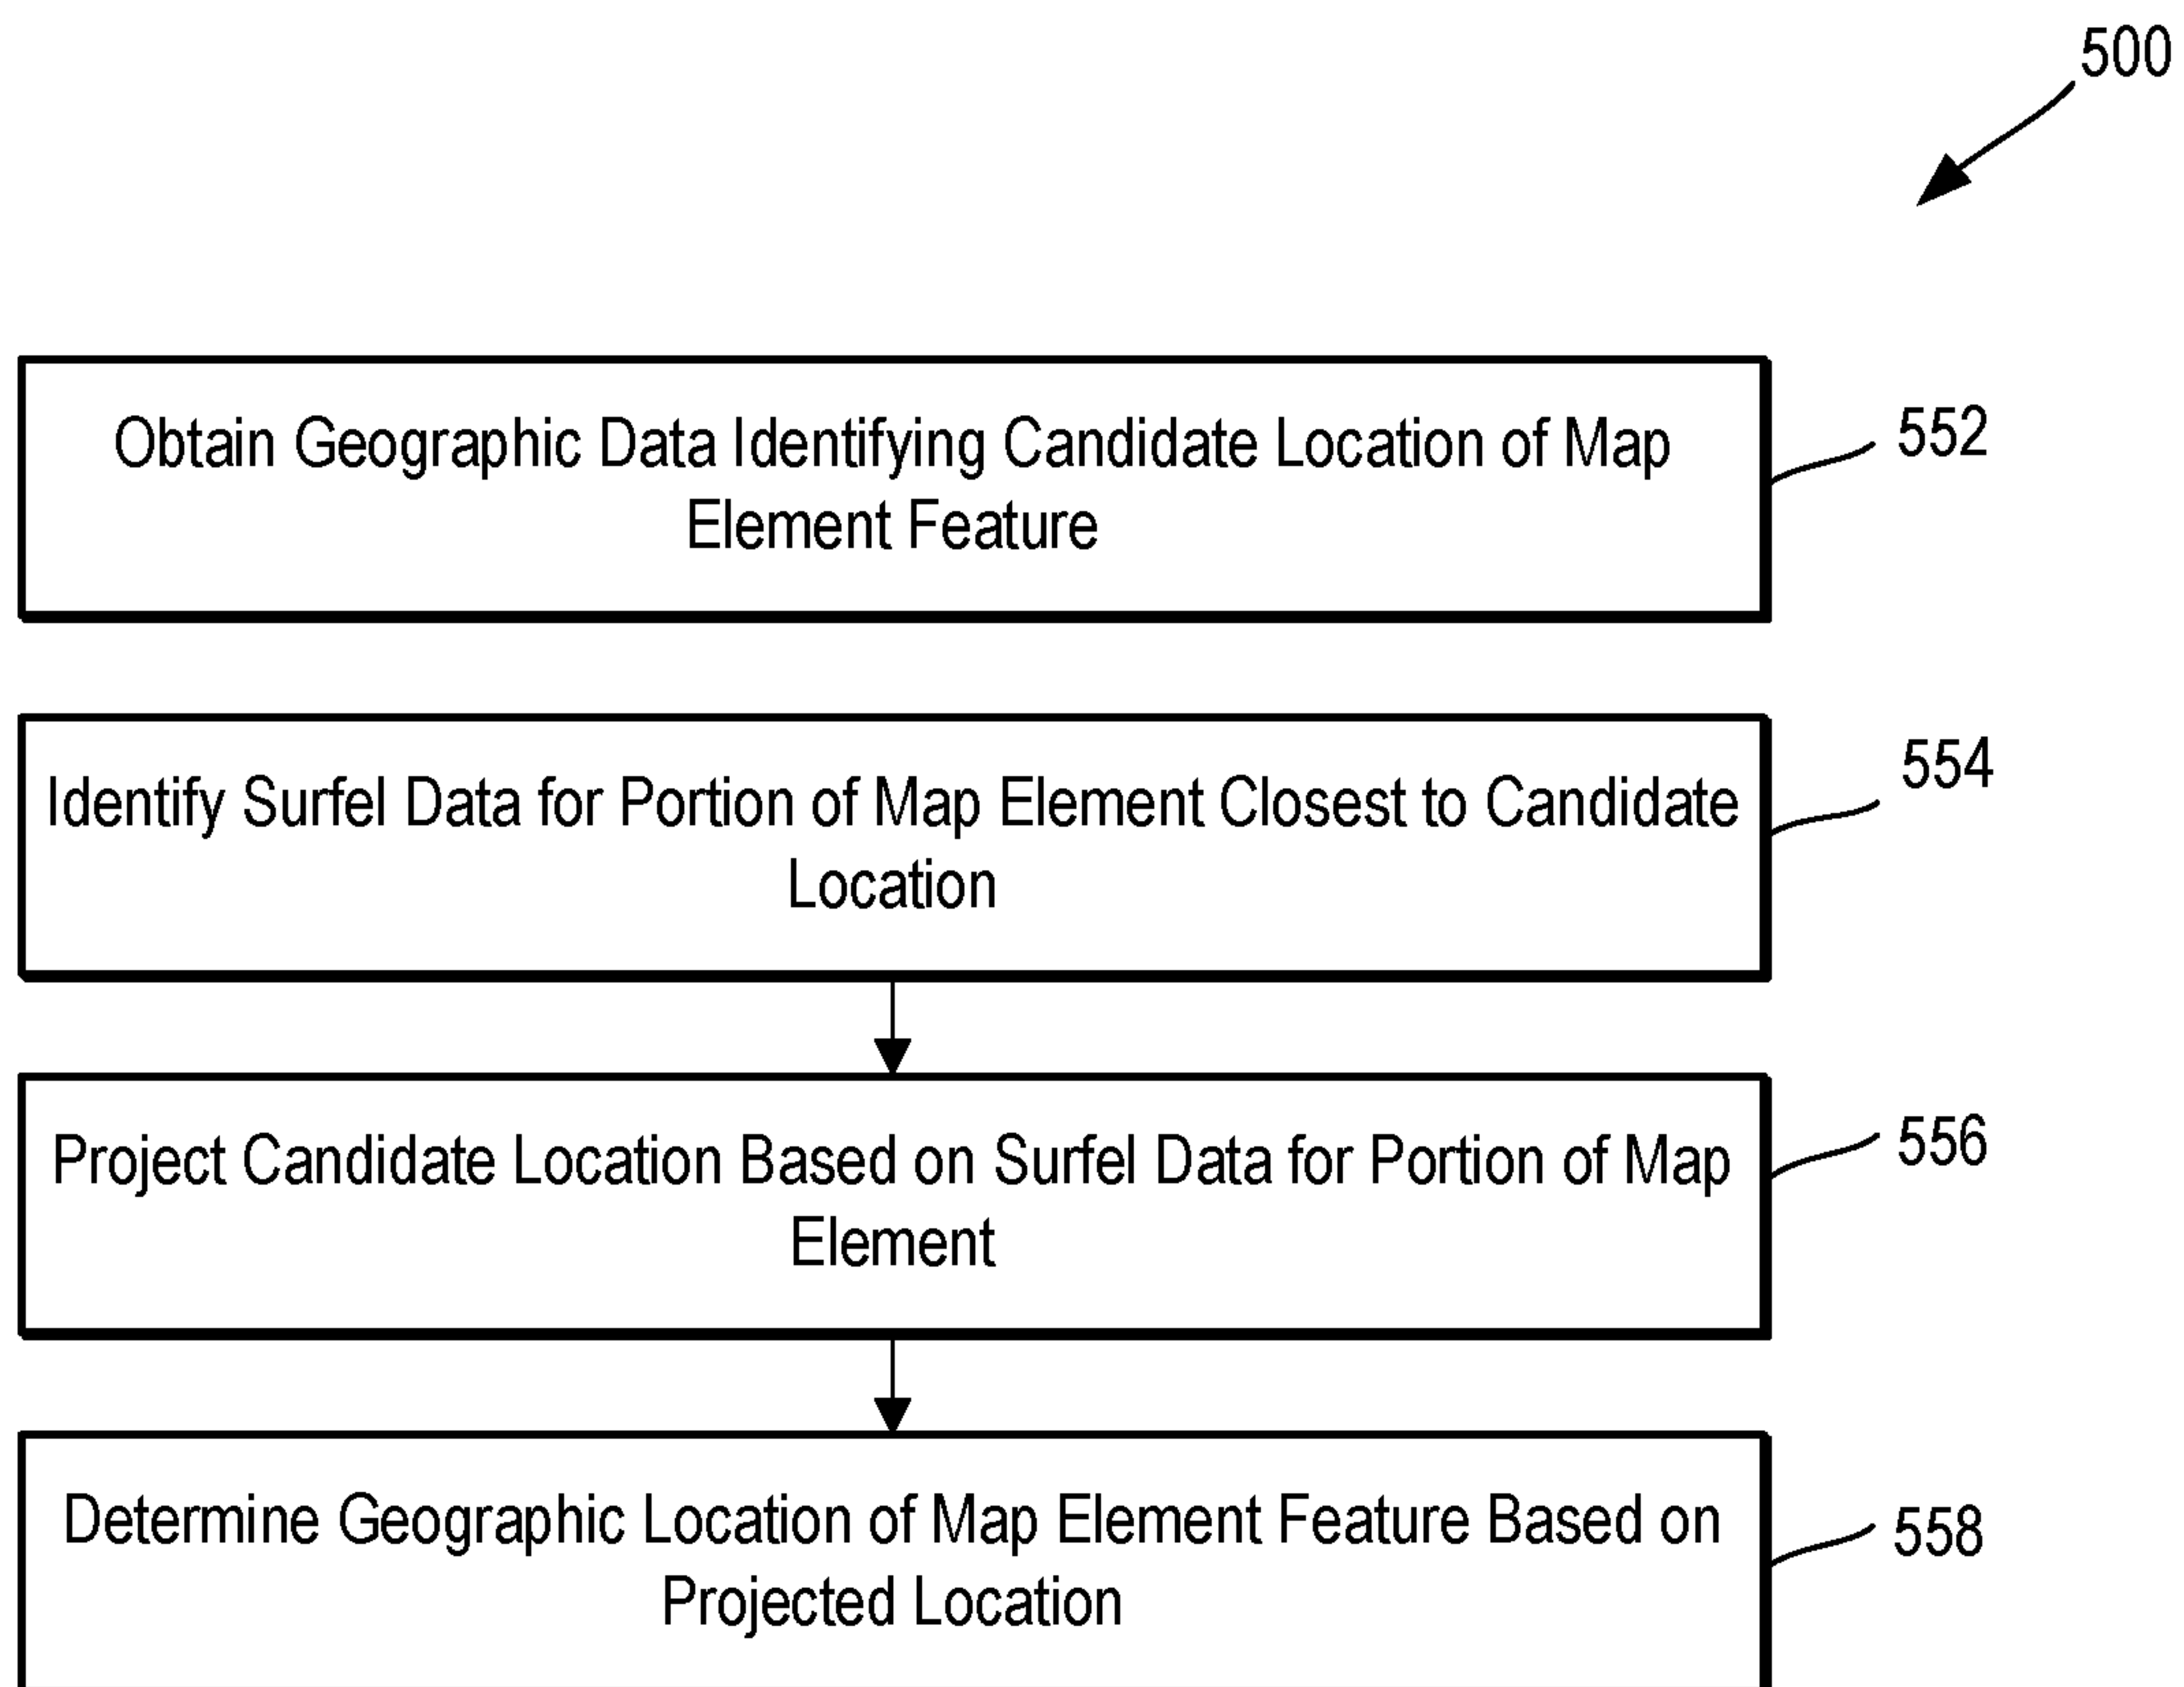 500
Obtain Geographic Data Identifying Candidate Location of Map
Element Feature
552
Identify Surfel Data for Portion of Map Element Closest to Candidate
Location
554
Project Candidate Location Based on Surfel Data for Portion of Map
Element
556
Determine Geographic Location of Map Element Feature Based on
Projected Location
558